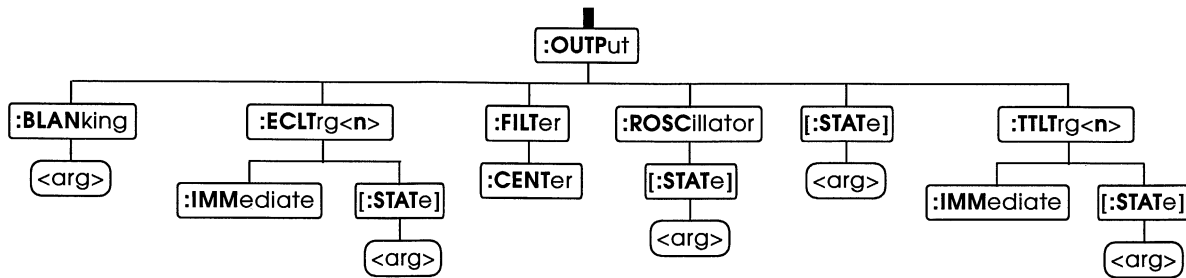 :OUTPut
:BLANking :ECLTrg<n> :FILTer :ROSCillator [:STATe] :TTLTrg<n>
<arg> :IMMediate [:STATe] :CENTer [:STATe] <arg> :IMMediate [:STATe]
<arg> <arg> <arg>